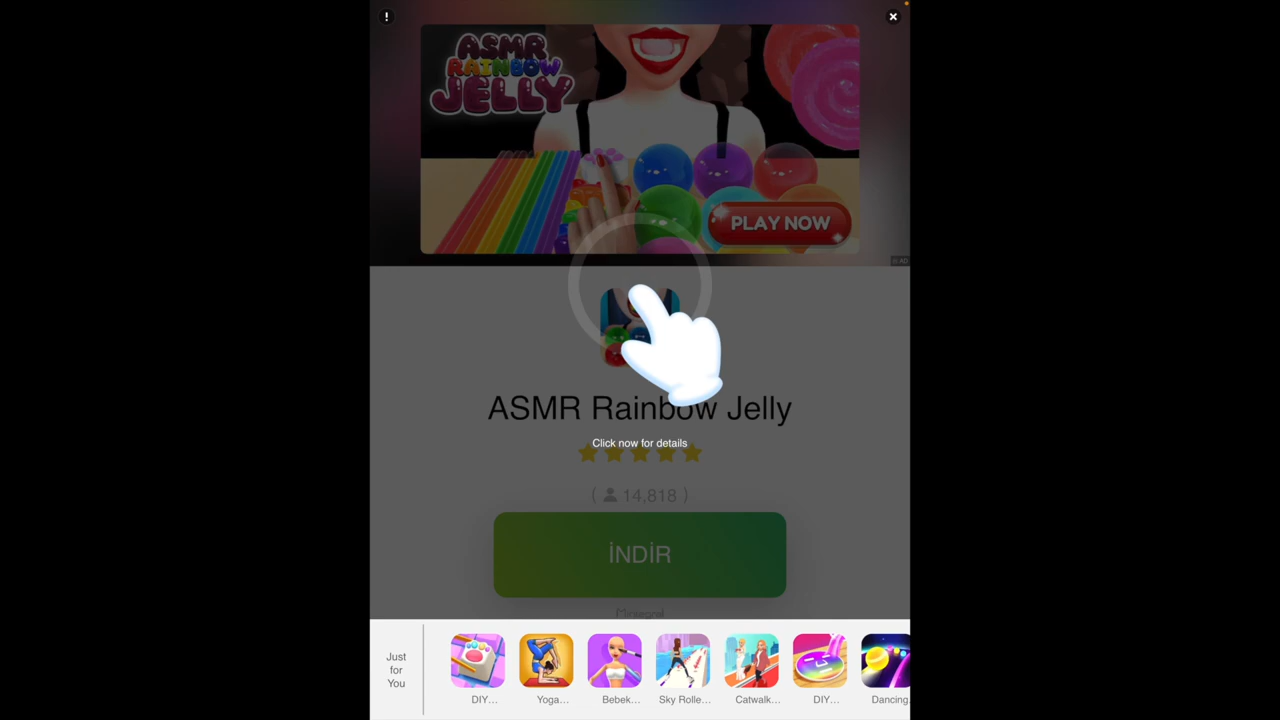 !
ASMR
RAINBOW
JELLY
PLAY NOW
AD
ASMR Rainbow Jelly
Click now for details
( 14,818 )
İNDİR
Just
for
You
DIY...
Yoga...
Bebek...
Sky Rolle...
Catwalk...
DIY...
Dancing